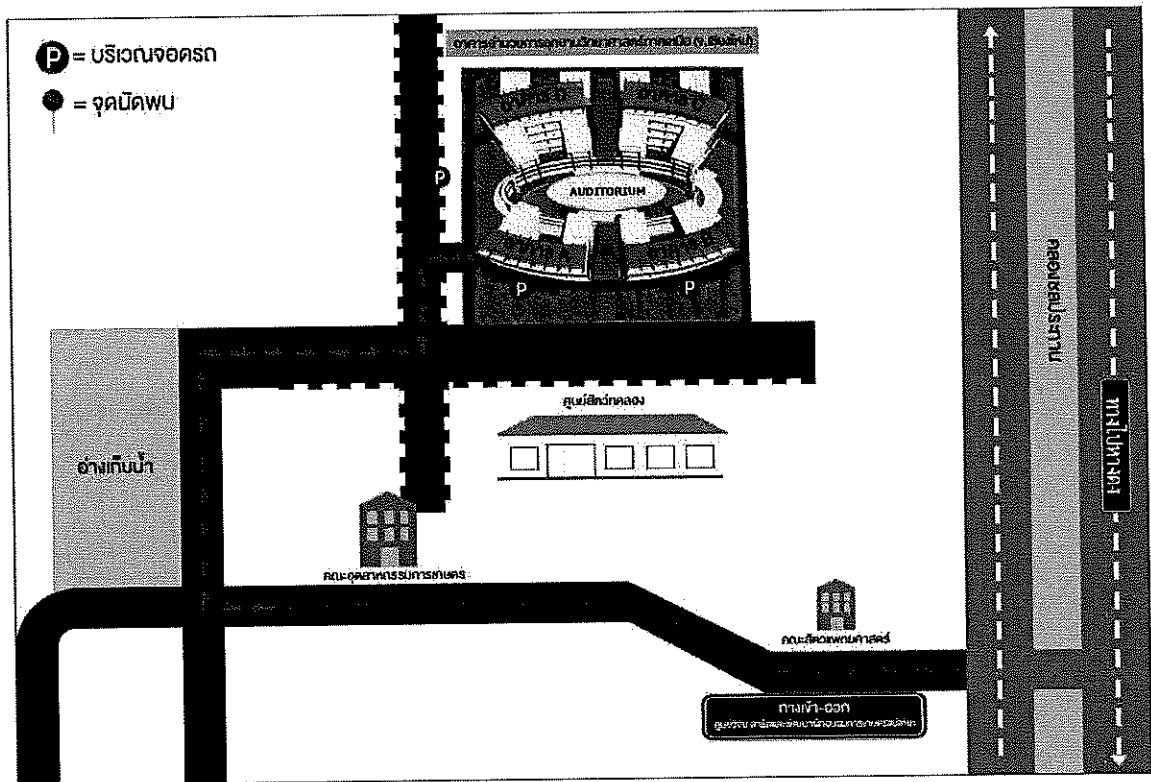 P = บริเวณจอดรถ
= จุดนัดพบ
P
AUDITORIUM
P
P
คลองชลประทาน
ทางไปหางดง
ศูนย์สัตว์ทดลอง
อ่างเก็บน้ำ
คณะอุตสาหกรรมการเกษตร
คณะสัตวแพทยศาสตร์
ทางเข้า-ออก